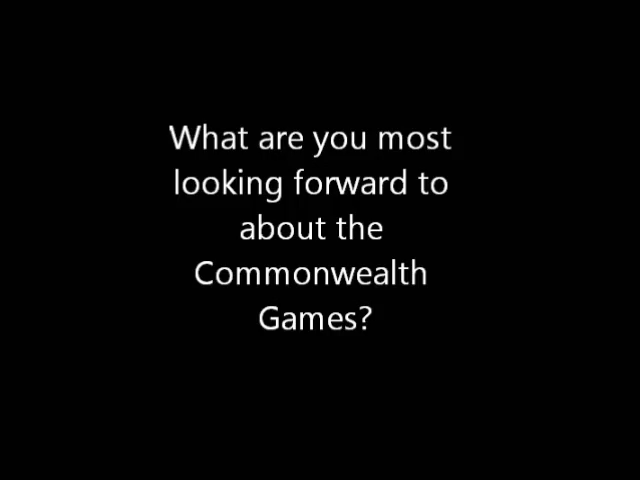 What are you most
looking forward to
about the
Commonwealth
Games?